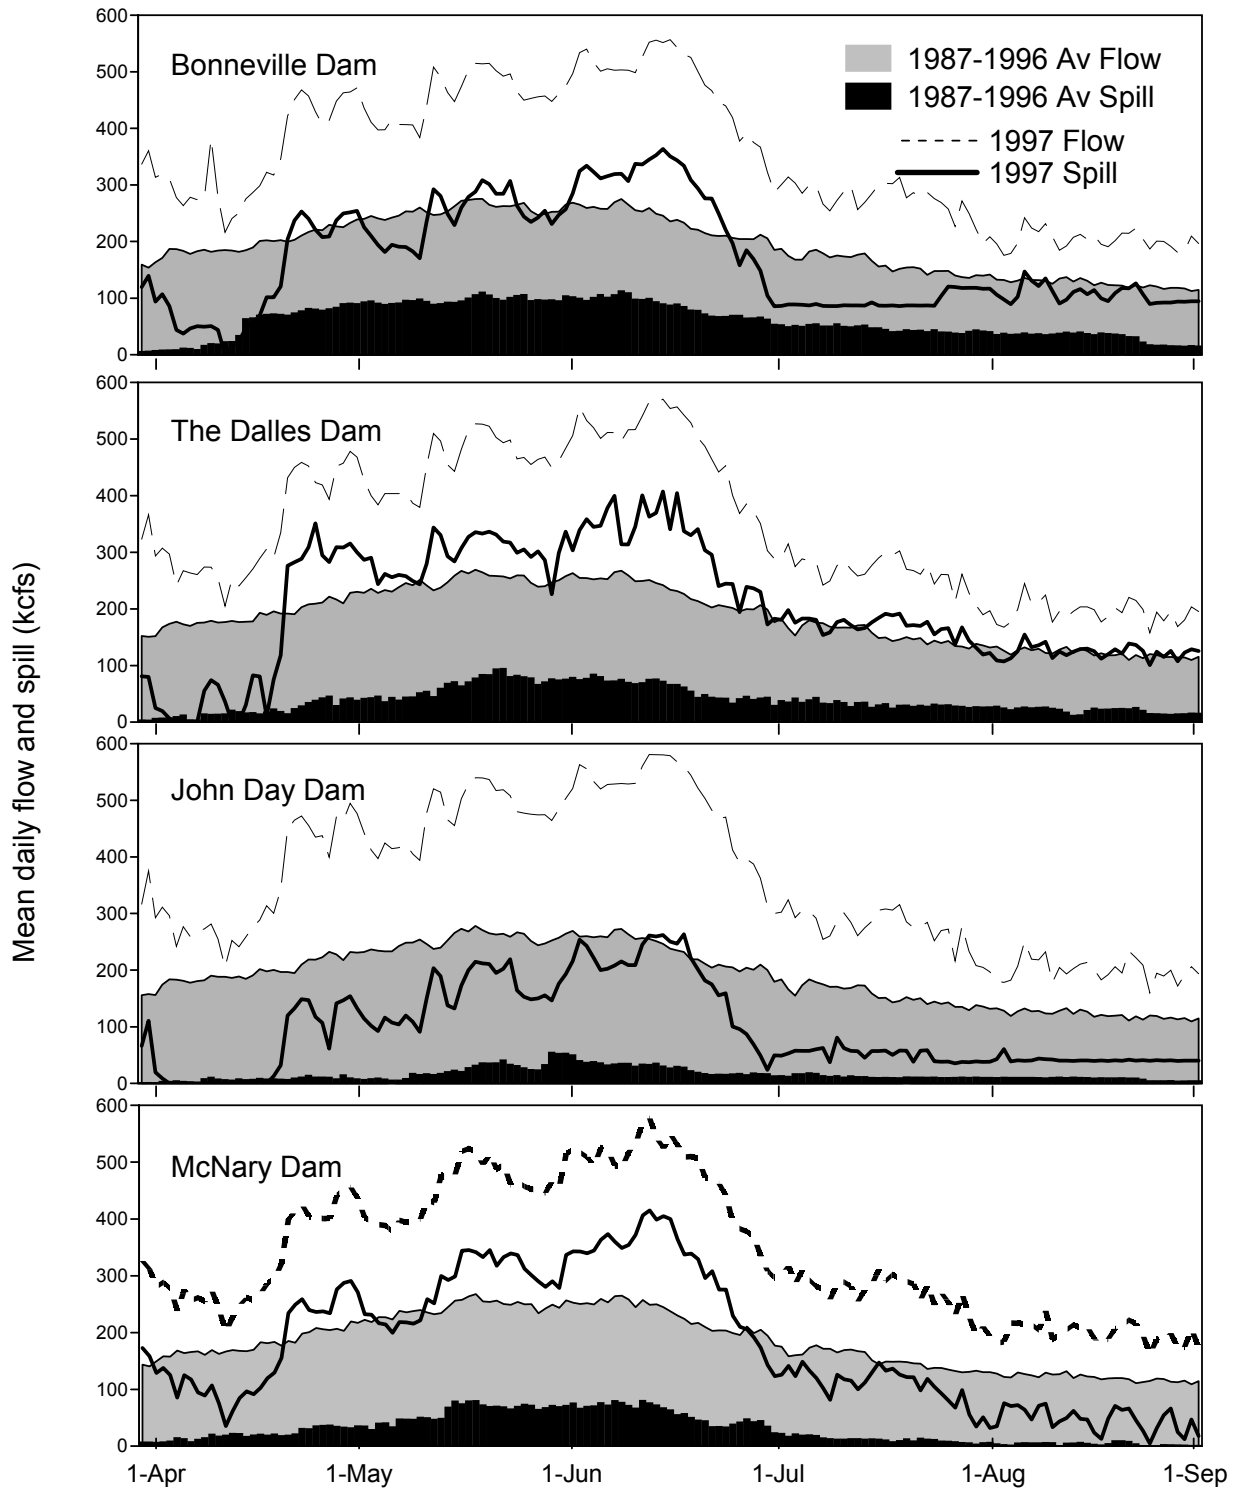 Mean daily flow and spill (kcfs)
600
500
400
300
200
100
0
Bonneville Dam
1987-1996 Av Flow
1987-1996 Av Spill
1997 Flow
1997 Spill
600
500
400
300
200
100
0
The Dalles Dam
600
500
400
300
200
100
0
John Day Dam
600
500
400
300
200
100
0
McNary Dam
1-Apr 1-May 1-Jun 1-Jul 1-Aug 1-Sep